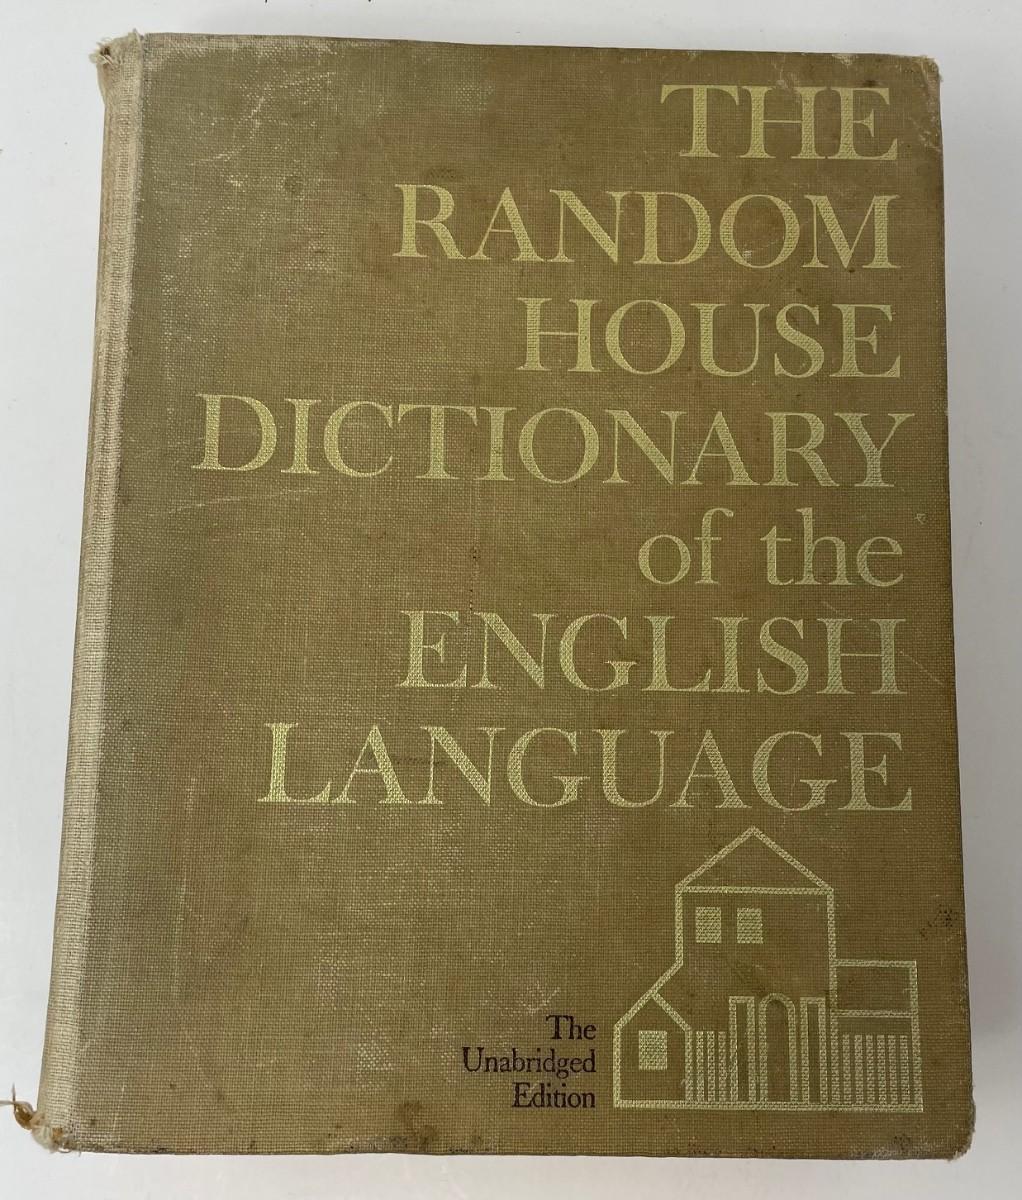 THE
RANDOM
HOUSE
DICTIONARY
of the
ENGLISH
LANGUAGE
The
Unabridged
Edition